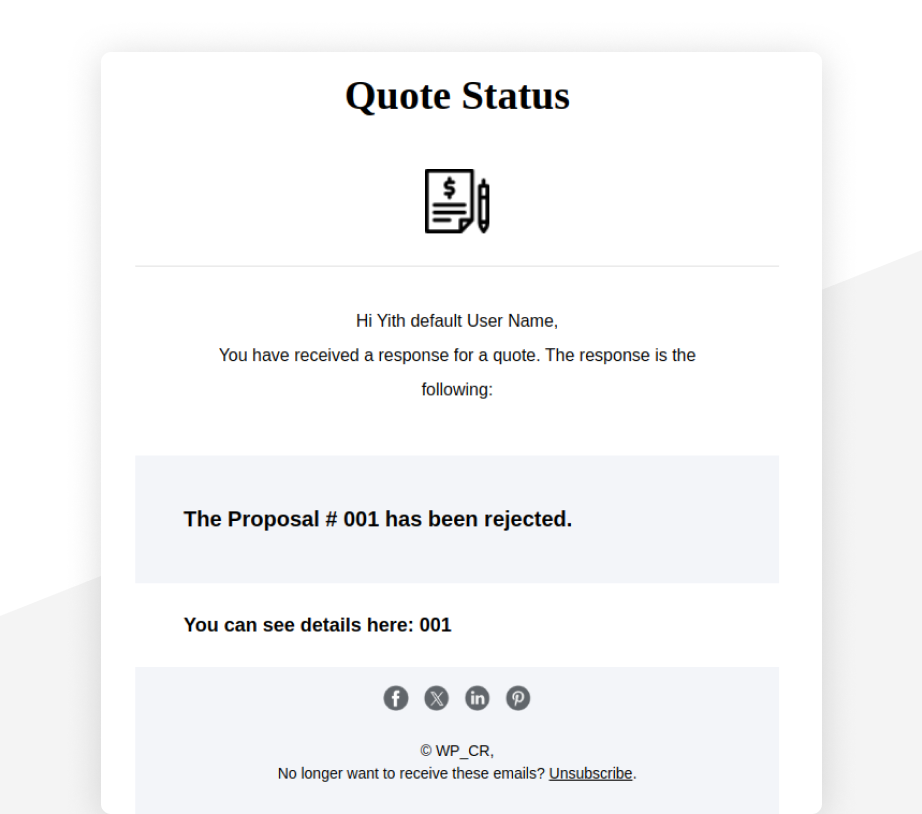 Quote Status
$
Hi Yith default User Name,
You have received a response for a quote. The response is the
following:
The Proposal # 001 has been rejected.
You can see details here: 001
f X in P
© WP_CR,
No longer want to receive these emails? Unsubscribe.